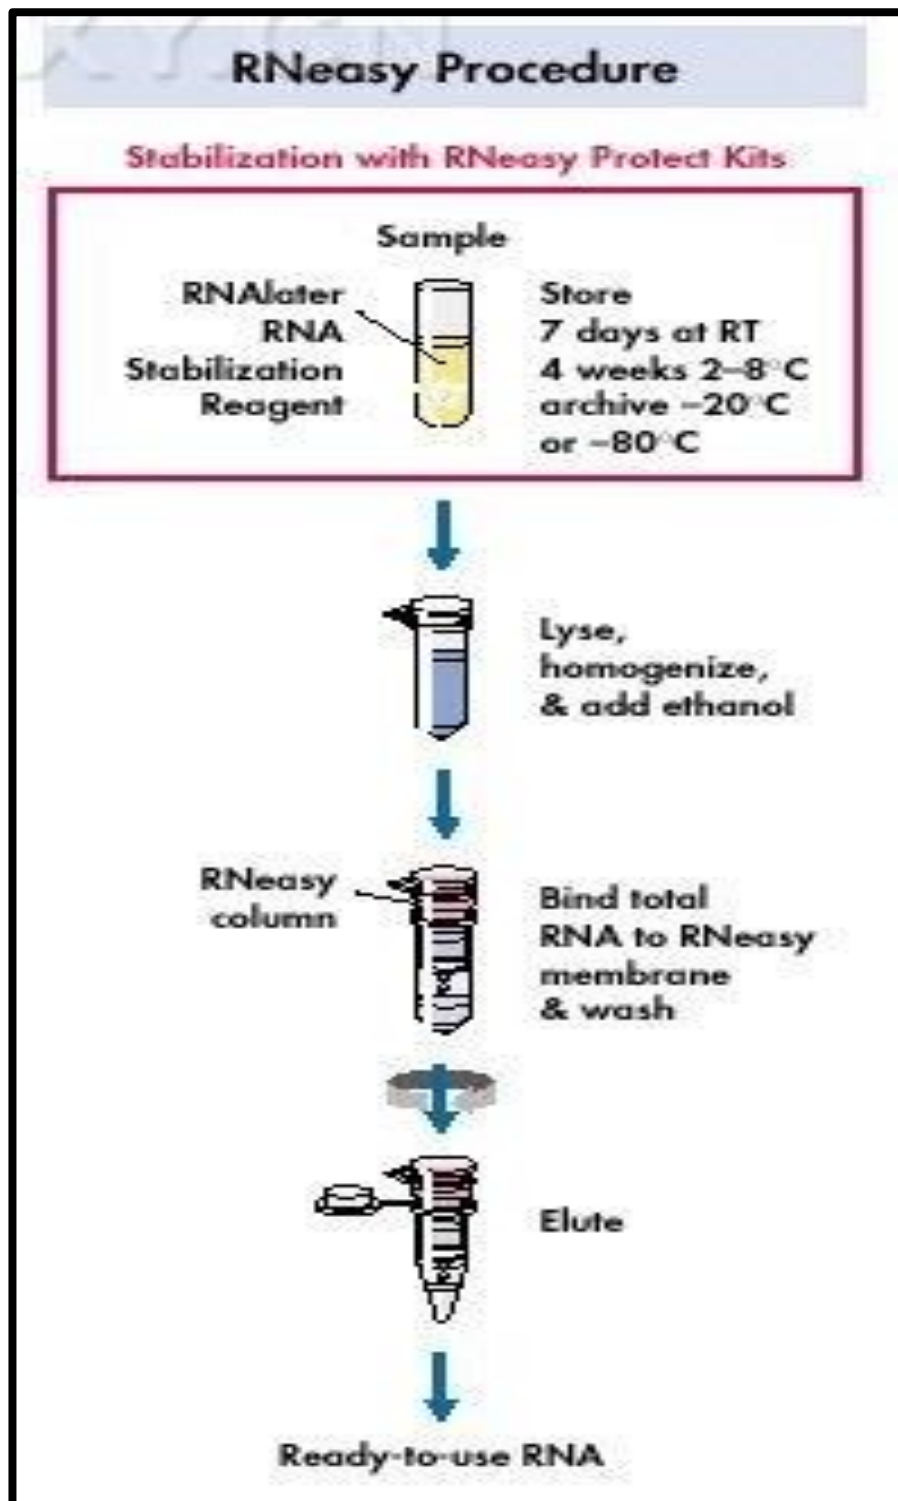 RNeasy Procedure
Stabilization with RNeasy Protect Kits
Sample
RNAlater
RNA
Stabilization
Reagent
Store
7 days at RT
4 weeks 2–8°C
archive –20°C
or –80°C
Lyse,
homogenize,
& add ethanol
RNeasy
column
Bind total
RNA to RNeasy
membrane
& wash
Elute
Ready-to-use RNA